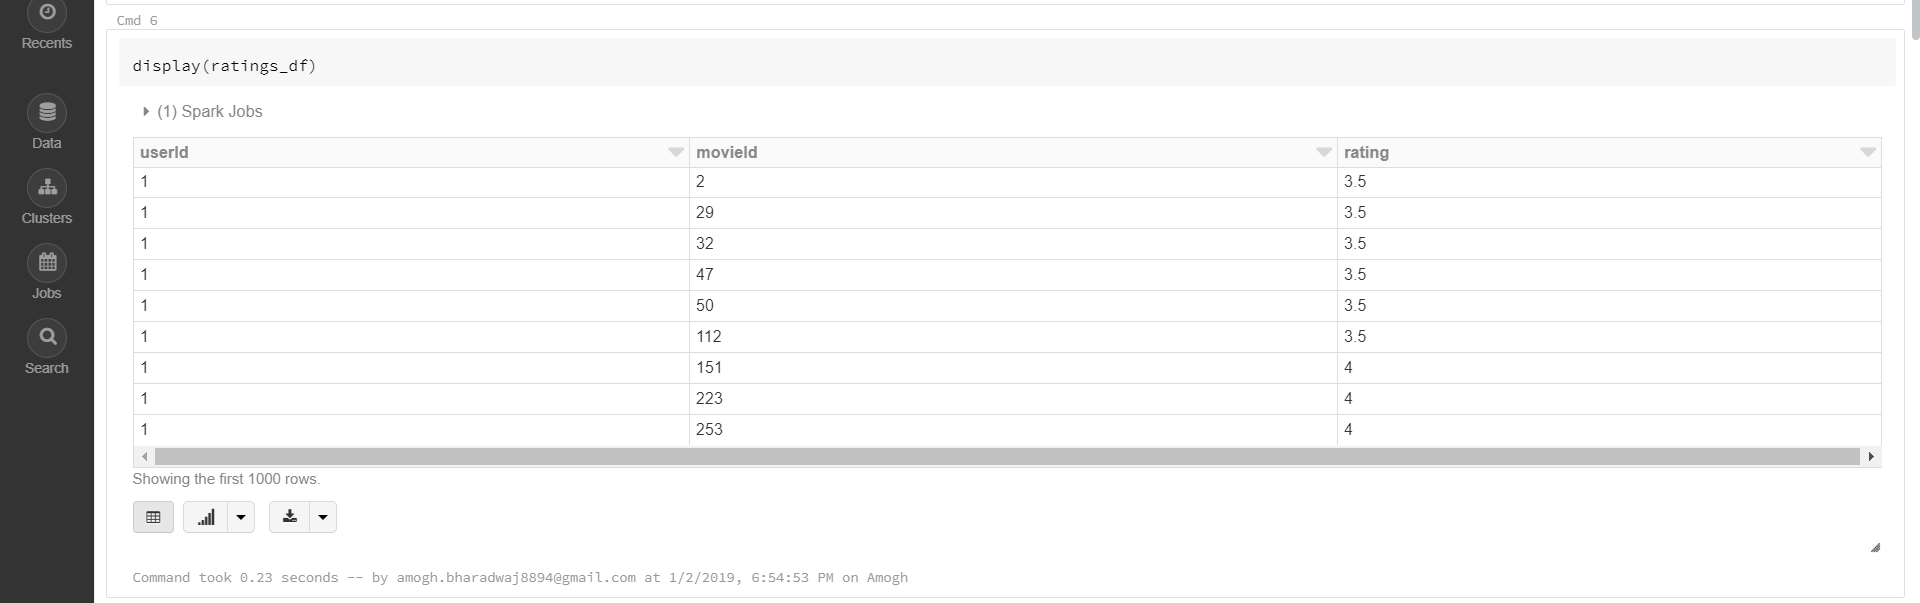 Recents
Data
Clusters
Jobs
Search
Cmd 6
display(ratings_df)
(1) Spark Jobs
userId movieId rating
1 2 3.5
1 29 3.5
1 32 3.5
1 47 3.5
1 50 3.5
1 112 3.5
1 151 4
1 223 4
1 253 4
Showing the first 1000 rows.
Command took 0.23 seconds -- by amogh.bharadwaj8894@gmail.com at 1/2/2019, 6:54:53 PM on Amogh